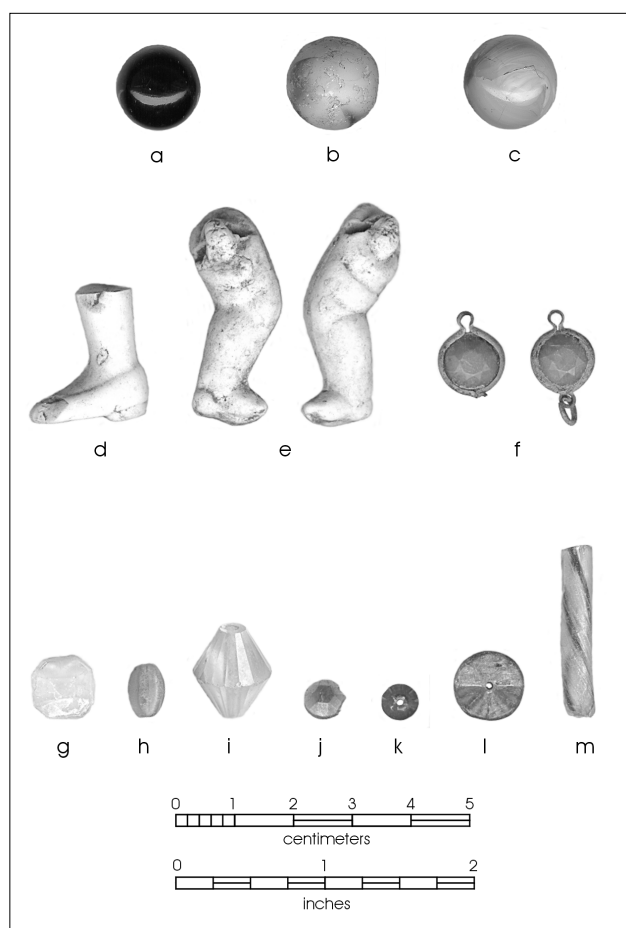 a b c
d e f
g h i j k l m
0 1 2 3 4 5
centimeters
0 1 2
inches